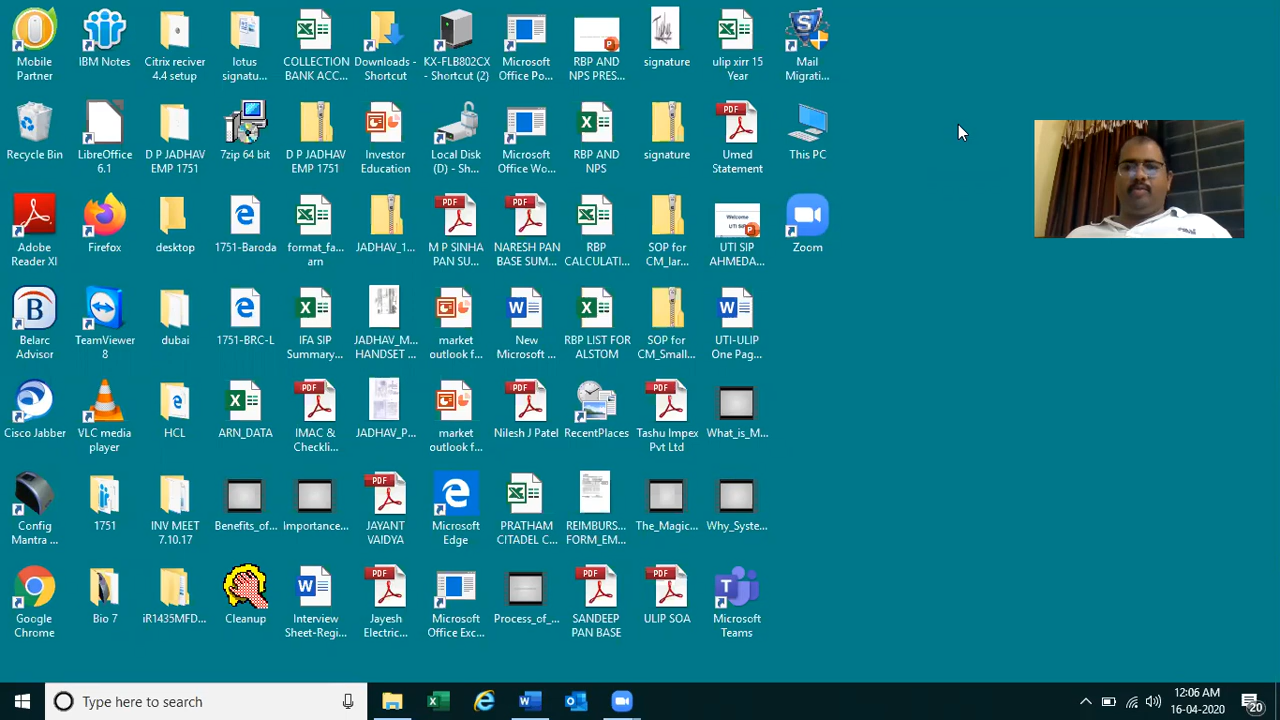 Mobile Partner
IBM Notes
Citrix reciver 4.4 setup
lotus signatu...
COLLECTION BANK ACC...
Downloads - Shortcut
KX-FLB802CX - Shortcut (2)
Microsoft Office Po...
RBP AND NPS PRES...
signature
ulip xirr 15 Year
Mail Migrati...
Recycle Bin
LibreOffice 6.1
D P JADHAV EMP 1751
7zip 64 bit
D P JADHAV EMP 1751
Investor Education
Local Disk (D) - Sh...
Microsoft Office Wo...
RBP AND NPS
signature
Umed Statement
This PC
Adobe Reader XI
Firefox
desktop
1751-Baroda
format_fa... arn
JADHAV_1...
M P SINHA PAN SU...
NARESH PAN BASE SUM...
RBP CALCULATI...
SOP for CM_lar...
Welcome
UTI SIP
UTI SIP AHMEDA...
Zoom
Belarc Advisor
TeamViewer 8
dubai
1751-BRC-L
IFA SIP Summary...
JADHAV_M... HANDSET ...
market outlook f...
New Microsoft ...
RBP LIST FOR ALSTOM
SOP for CM_Small...
UTI-ULIP One Pag...
Cisco Jabber
VLC media player
HCL
ARN_DATA
IMAC & Checkli...
JADHAV_P...
market outlook f...
Nilesh J Patel
RecentPlaces
Tashu Impex Pvt Ltd
What_is_M...
Config Mantra ...
1751
INV MEET 7.10.17
Benefits_of...
Importance...
JAYANT VAIDYA
Microsoft Edge
PRATHAM CITADEL C...
REIMBURS... FORM_EM...
The_Magic...
Why_Syste...
Google Chrome
Bio 7
iR1435MFD...
Cleanup
Interview Sheet-Regi...
Jayesh Electric...
Microsoft Office Exc...
Process_of_...
SANDEEP PAN BASE
ULIP SOA
Microsoft Teams
Type here to search
12:06 AM
16-04-2020
20